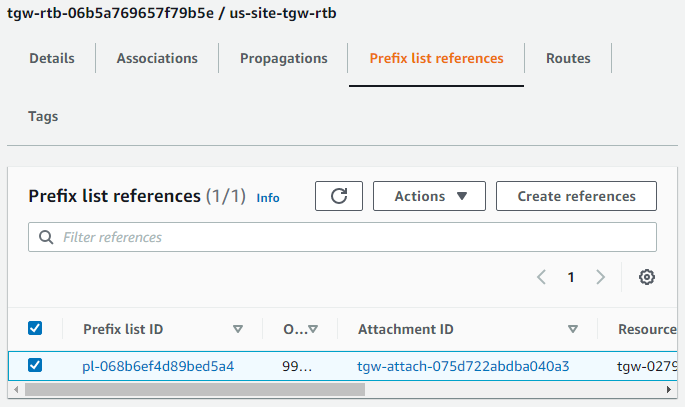 tgw-rtb-06b5a769657f79b5e / us-site-tgw-rtb
Details Associations Propagations Prefix list references Routes
Tags
Prefix list references (1/1) Info Actions Create references
Filter references
1
Prefix list ID O... Attachment ID Resource
pl-068b6ef4d89bed5a4 99... tgw-attach-075d722abdba040a3 tgw-0279